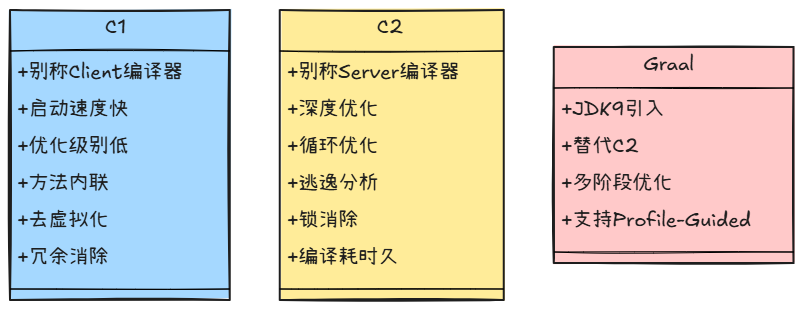 C1
+别称Client编译器
+启动速度快
+优化级别低
+方法内联
+去虚拟化
+冗余消除
C2
+别称Server编译器
+深度优化
+循环优化
+逃逸分析
+锁消除
+编译耗时久
Graal
+JDK9引入
+替代C2
+多阶段优化
+支持Profile-Guided